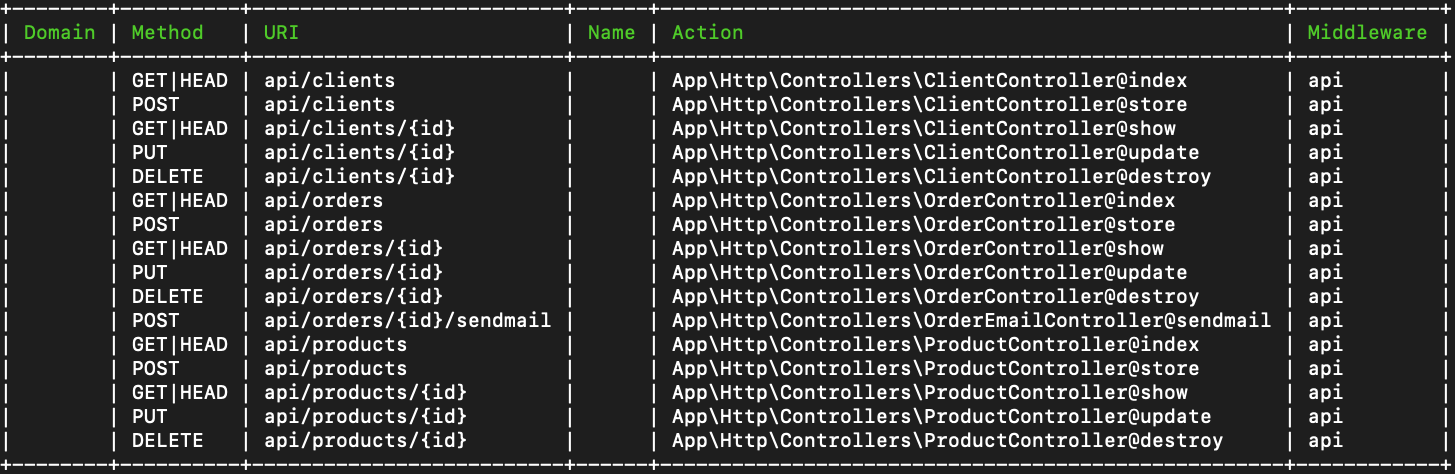 +--------+----------+---------------------------+------+-----------------------------------------------------+------------+
| Domain | Method   | URI                       | Name | Action                                              | Middleware |
+--------+----------+---------------------------+------+-----------------------------------------------------+------------+
|        | GET|HEAD | api/clients               |      | App\Http\Controllers\ClientController@index         | api        |
|        | POST     | api/clients               |      | App\Http\Controllers\ClientController@store         | api        |
|        | GET|HEAD | api/clients/{id}          |      | App\Http\Controllers\ClientController@show          | api        |
|        | PUT      | api/clients/{id}          |      | App\Http\Controllers\ClientController@update        | api        |
|        | DELETE   | api/clients/{id}          |      | App\Http\Controllers\ClientController@destroy       | api        |
|        | GET|HEAD | api/orders                |      | App\Http\Controllers\OrderController@index          | api        |
|        | POST     | api/orders                |      | App\Http\Controllers\OrderController@store          | api        |
|        | GET|HEAD | api/orders/{id}           |      | App\Http\Controllers\OrderController@show           | api        |
|        | PUT      | api/orders/{id}           |      | App\Http\Controllers\OrderController@update         | api        |
|        | DELETE   | api/orders/{id}           |      | App\Http\Controllers\OrderController@destroy        | api        |
|        | POST     | api/orders/{id}/sendmail  |      | App\Http\Controllers\OrderEmailController@sendmail  | api        |
|        | GET|HEAD | api/products              |      | App\Http\Controllers\ProductController@index        | api        |
|        | POST     | api/products              |      | App\Http\Controllers\ProductController@store        | api        |
|        | GET|HEAD | api/products/{id}         |      | App\Http\Controllers\ProductController@show         | api        |
|        | PUT      | api/products/{id}         |      | App\Http\Controllers\ProductController@update       | api        |
|        | DELETE   | api/products/{id}         |      | App\Http\Controllers\ProductController@destroy      | api        |
+--------+----------+---------------------------+------+-----------------------------------------------------+------------+